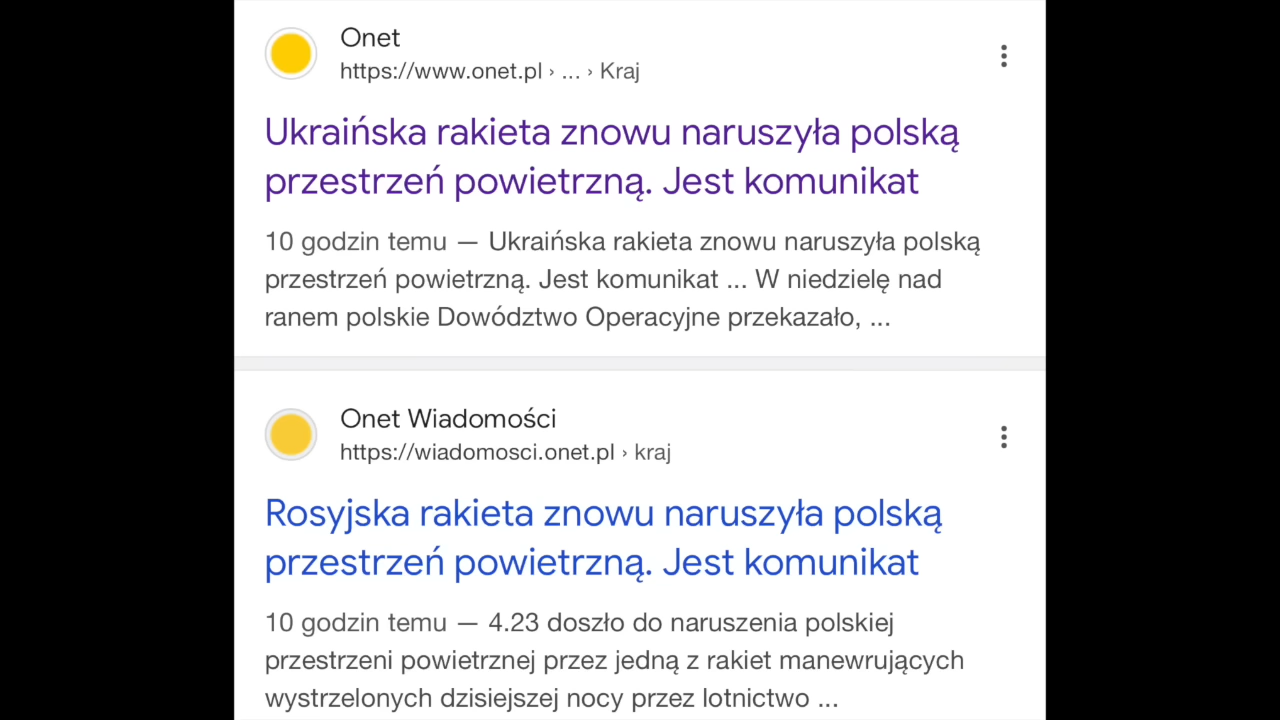 Onet
https://www.onet.pl › ... › Kraj
Ukraińska rakieta znowu naruszyła polską
przestrzeń powietrzną. Jest komunikat
10 godzin temu — Ukraińska rakieta znowu naruszyła polską
przestrzeń powietrzną. Jest komunikat ... W niedzielę nad
ranem polskie Dowództwo Operacyjne przekazało, ...
Onet Wiadomości
https://wiadomosci.onet.pl › kraj
Rosyjska rakieta znowu naruszyła polską
przestrzeń powietrzną. Jest komunikat
10 godzin temu — 4.23 doszło do naruszenia polskiej
przestrzeni powietrznej przez jedną z rakiet manewrujących
wystrzelonych dzisiejszej nocy przez lotnictwo ...